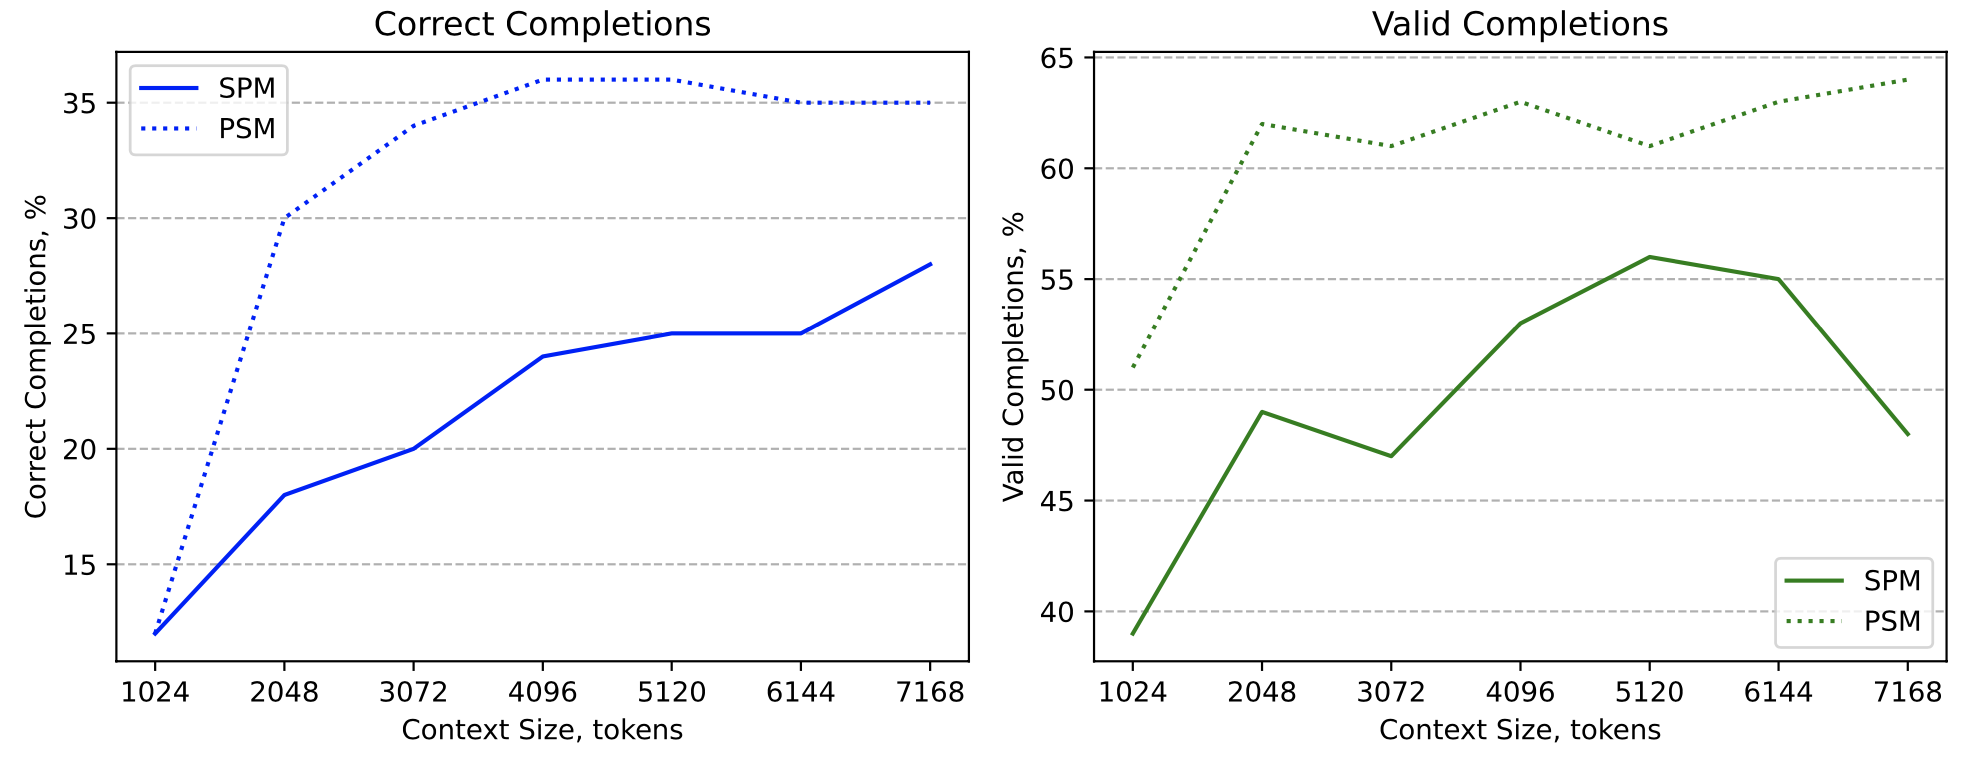 Correct Completions
SPM
PSM
Correct Completions, %
35
30
25
20
15
1024 2048 3072 4096 5120 6144 7168
Context Size, tokens
Valid Completions
Valid Completions, %
65
60
55
50
45
40
SPM
PSM
1024 2048 3072 4096 5120 6144 7168
Context Size, tokens